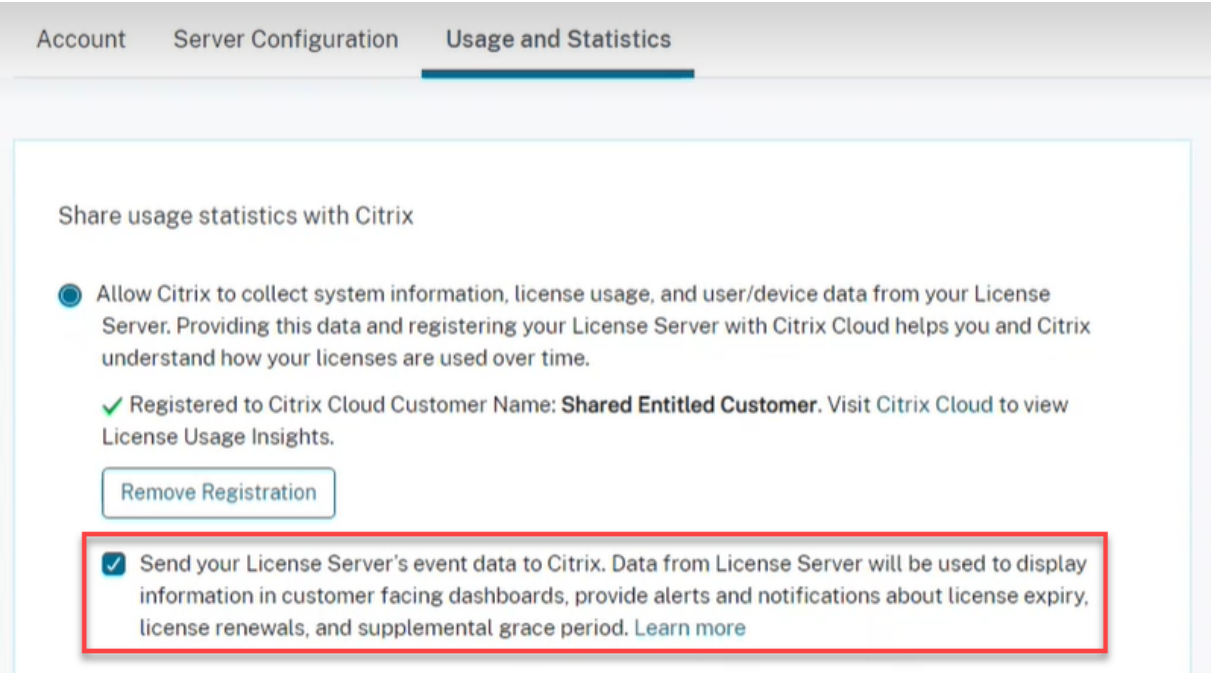 Account Server Configuration Usage and Statistics
Share usage statistics with Citrix
Allow Citrix to collect system information, license usage, and user/device data from your License
Server. Providing this data and registering your License Server with Citrix Cloud helps you and Citrix
understand how your licenses are used over time.
Registered to Citrix Cloud Customer Name: Shared Entitled Customer. Visit Citrix Cloud to view
License Usage Insights.
Remove Registration
Send your License Server's event data to Citrix. Data from License Server will be used to display
information in customer facing dashboards, provide alerts and notifications about license expiry,
license renewals, and supplemental grace period. Learn more